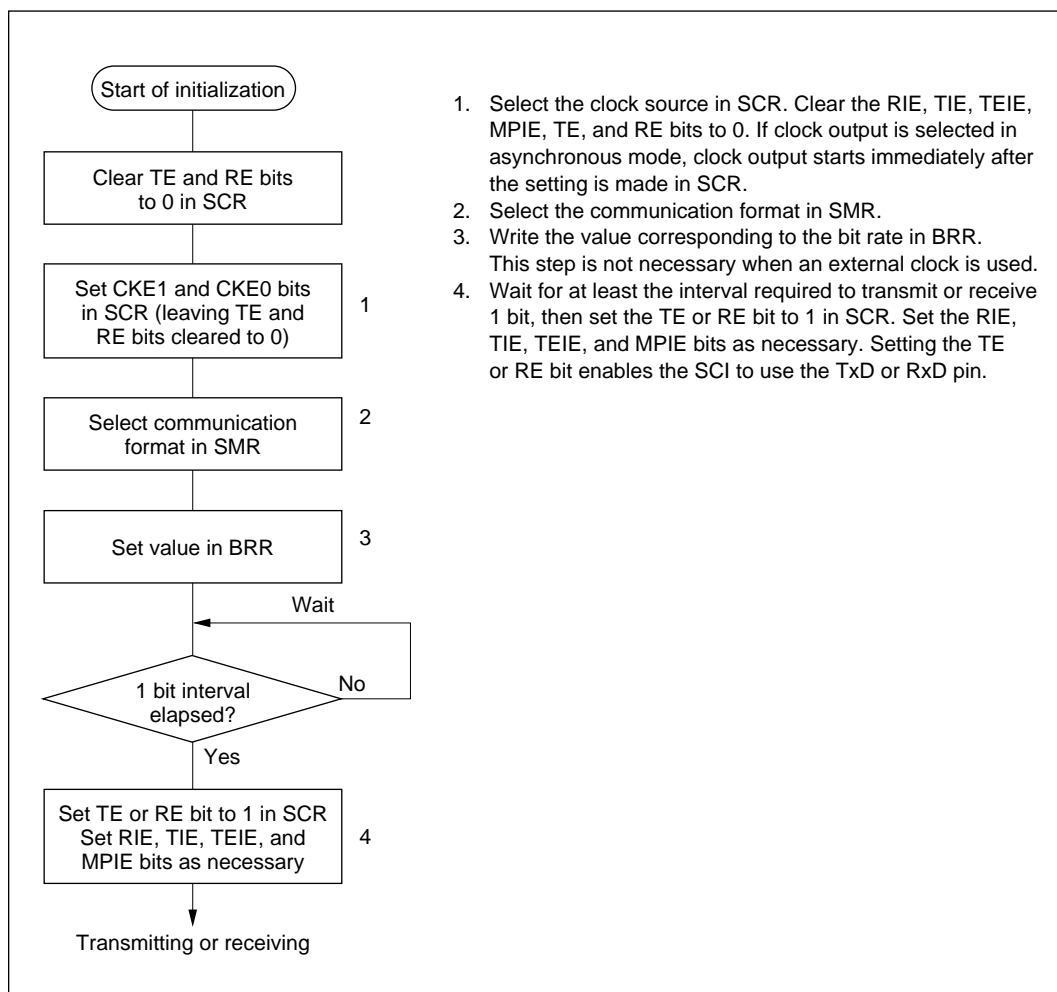 Start of initialization
Clear TE and RE bits
to 0 in SCR
Set CKE1 and CKE0 bits
in SCR (leaving TE and
RE bits cleared to 0)
1
Select communication
format in SMR
2
Set value in BRR
3
Wait
1 bit interval
elapsed?
No
Yes
Set TE or RE bit to 1 in SCR
Set RIE, TIE, TEIE, and
MPIE bits as necessary
4
Transmitting or receiving
1. Select the clock source in SCR. Clear the RIE, TIE, TEIE,
MPIE, TE, and RE bits to 0. If clock output is selected in
asynchronous mode, clock output starts immediately after
the setting is made in SCR.
2. Select the communication format in SMR.
3. Write the value corresponding to the bit rate in BRR.
This step is not necessary when an external clock is used.
4. Wait for at least the interval required to transmit or receive
1 bit, then set the TE or RE bit to 1 in SCR. Set the RIE,
TIE, TEIE, and MPIE bits as necessary. Setting the TE
or RE bit enables the SCI to use the TxD or RxD pin.